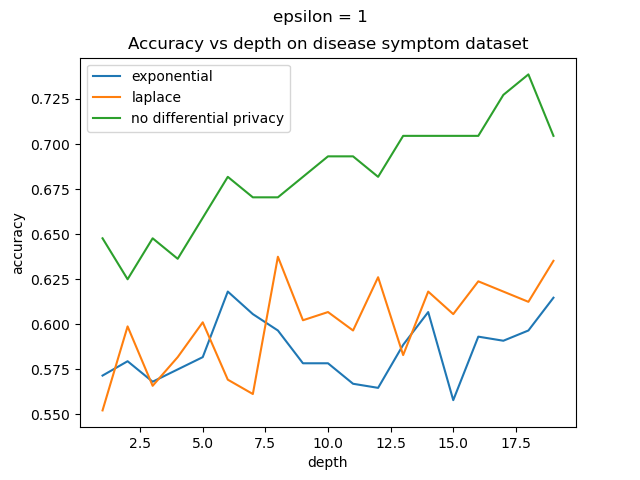 epsilon = 1
Accuracy vs depth on disease symptom dataset
exponential
laplace
no differential privacy
accuracy
0.725
0.700
0.675
0.650
0.625
0.600
0.575
0.550
2.5 5.0 7.5 10.0 12.5 15.0 17.5
depth